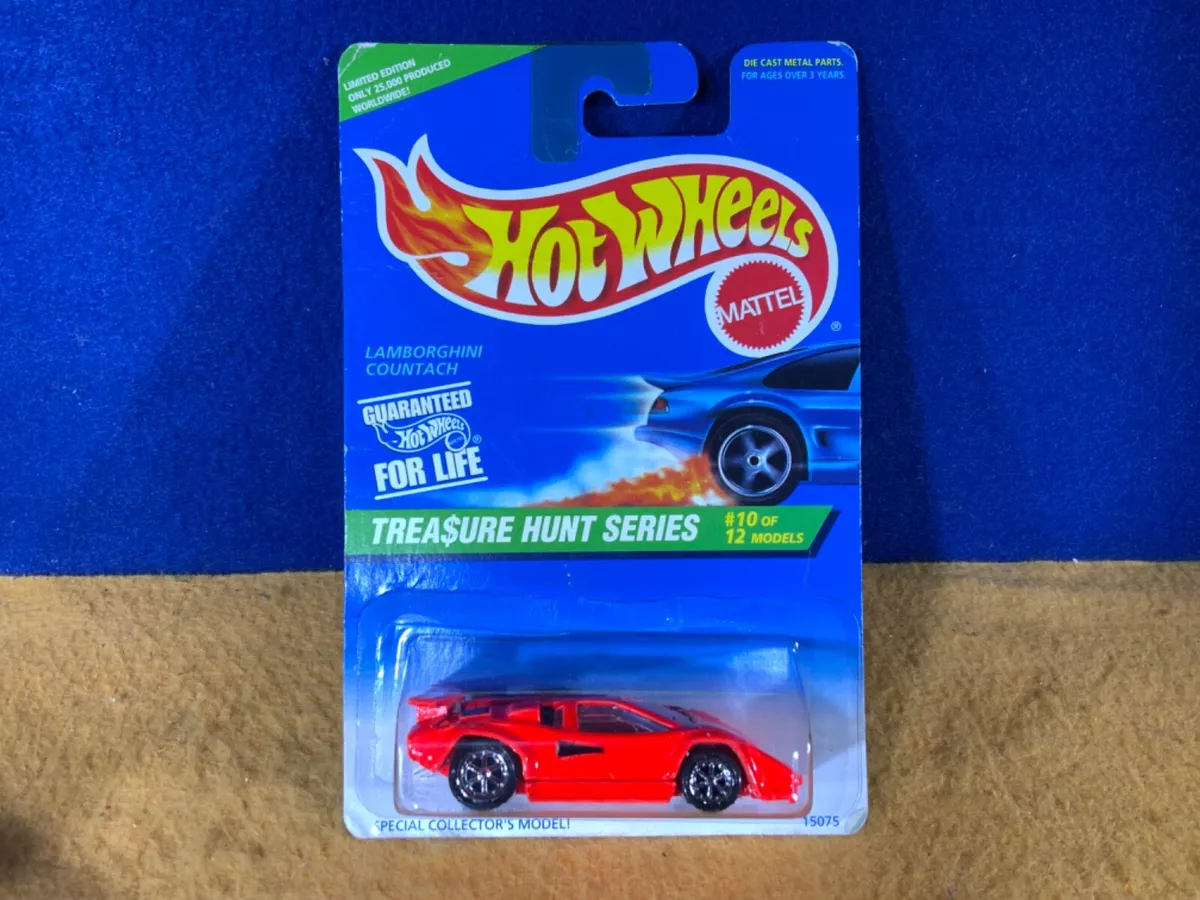 LIMITED EDITION
ONLY 25,000 PRODUCED
WORLDWIDE!
DIE CAST METAL PARTS.
FOR AGES OVER 3 YEARS.
HOT WHEELS
MATTEL
®
LAMBORGHINI
COUNTACH
GUARANTEED
HOT WHEELS ®
FOR LIFE
TREA$URE HUNT SERIES
#10 OF
12 MODELS
SPECIAL COLLECTOR'S MODEL!
15075